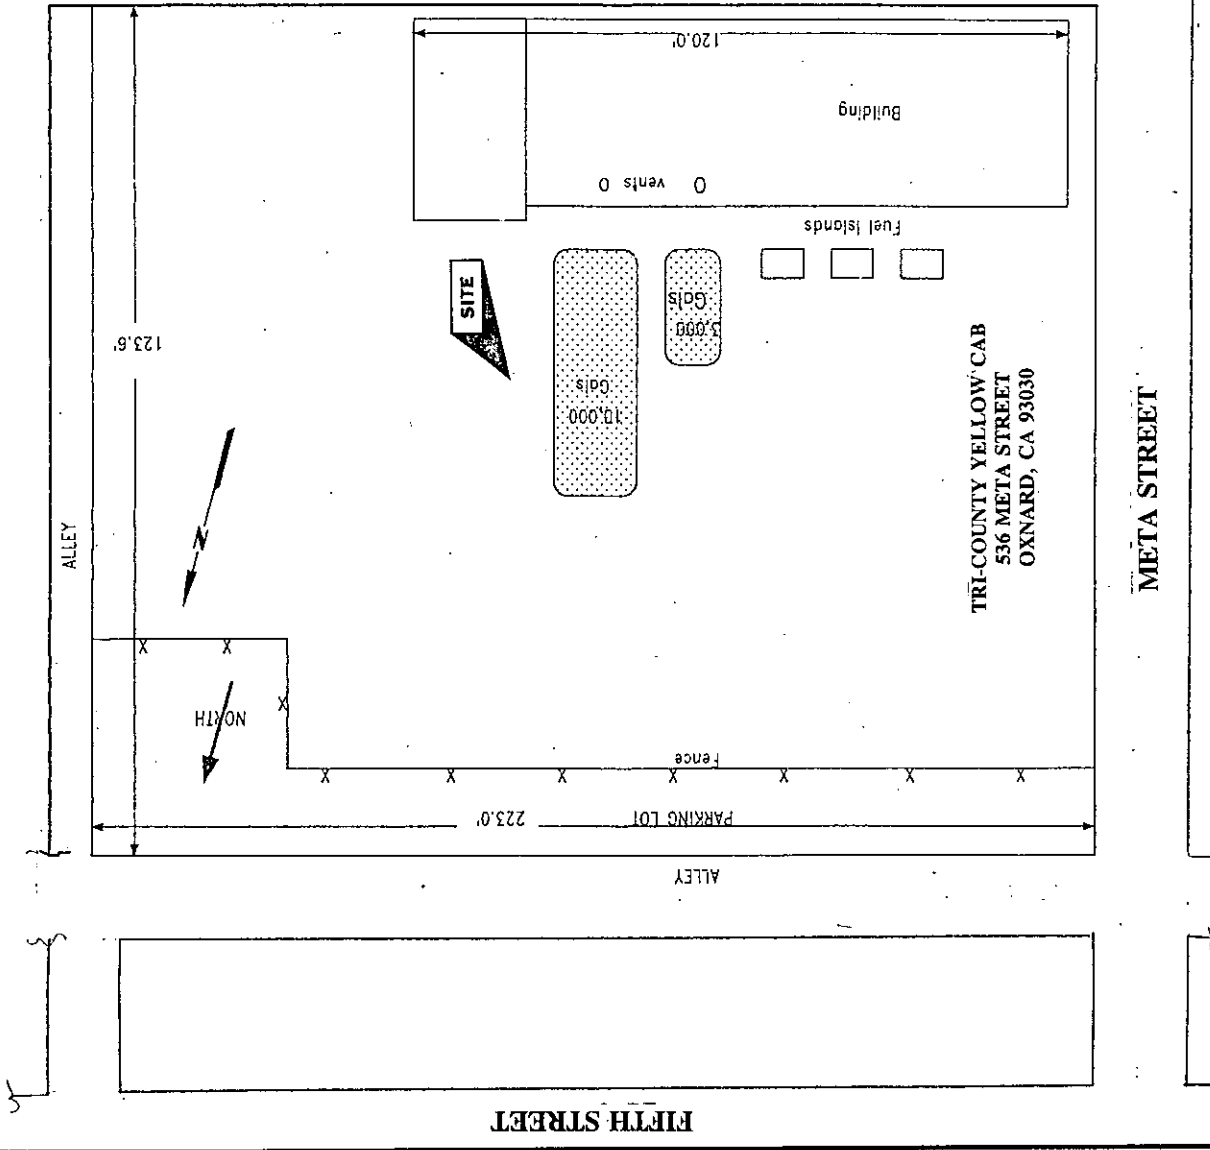 120.0'
Building
vents
Fuel Islands
SITE
3,000
Gals
10,000
Gals
123.6'
TRI-COUNTY YELLOW CAB
536 META STREET
OXNARD, CA 93030
META STREET
ALLEY
N
NORTH
Fence
PARKING LOT
223.0'
ALLEY
FIFTH STREET